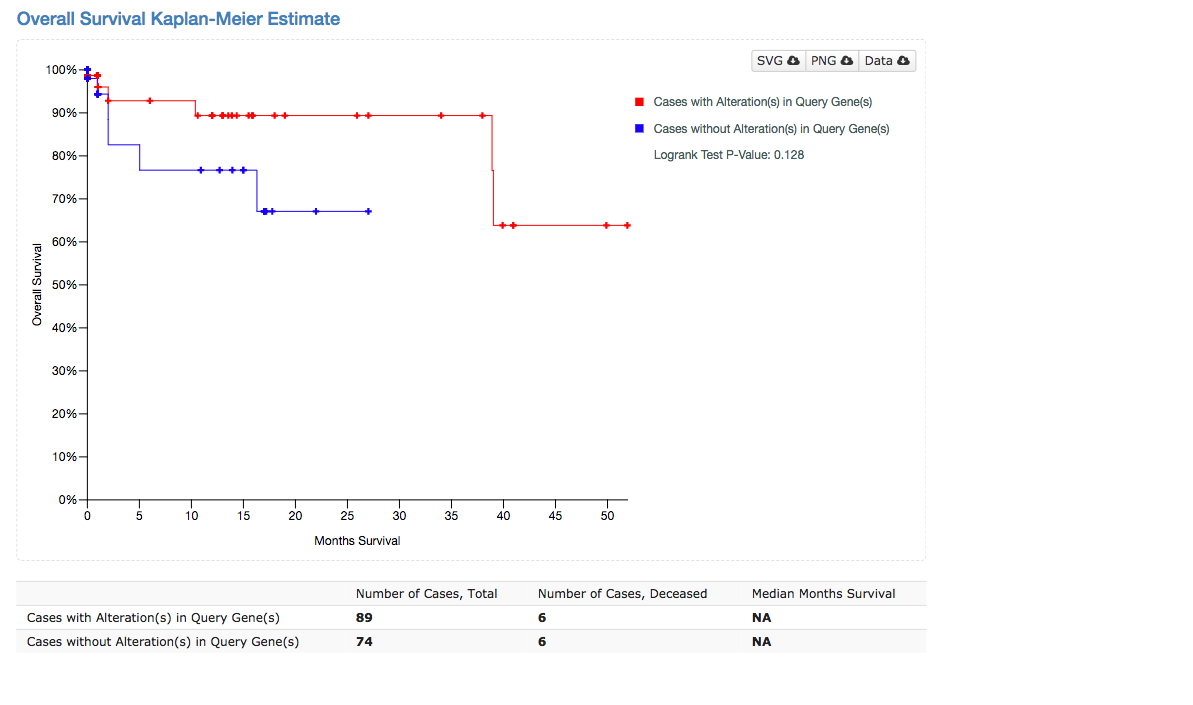 Overall Survival Kaplan-Meier Estimate
SVG PNG Data
Cases with Alteration(s) in Query Gene(s)
Cases without Alteration(s) in Query Gene(s)
Logrank Test P-Value: 0.128
100%
90%
80%
70%
60%
50%
40%
30%
20%
10%
0%
Overall Survival
0 5 10 15 20 25 30 35 40 45 50
Months Survival
Number of Cases, Total Number of Cases, Deceased Median Months Survival
Cases with Alteration(s) in Query Gene(s) 89 6 NA
Cases without Alteration(s) in Query Gene(s) 74 6 NA